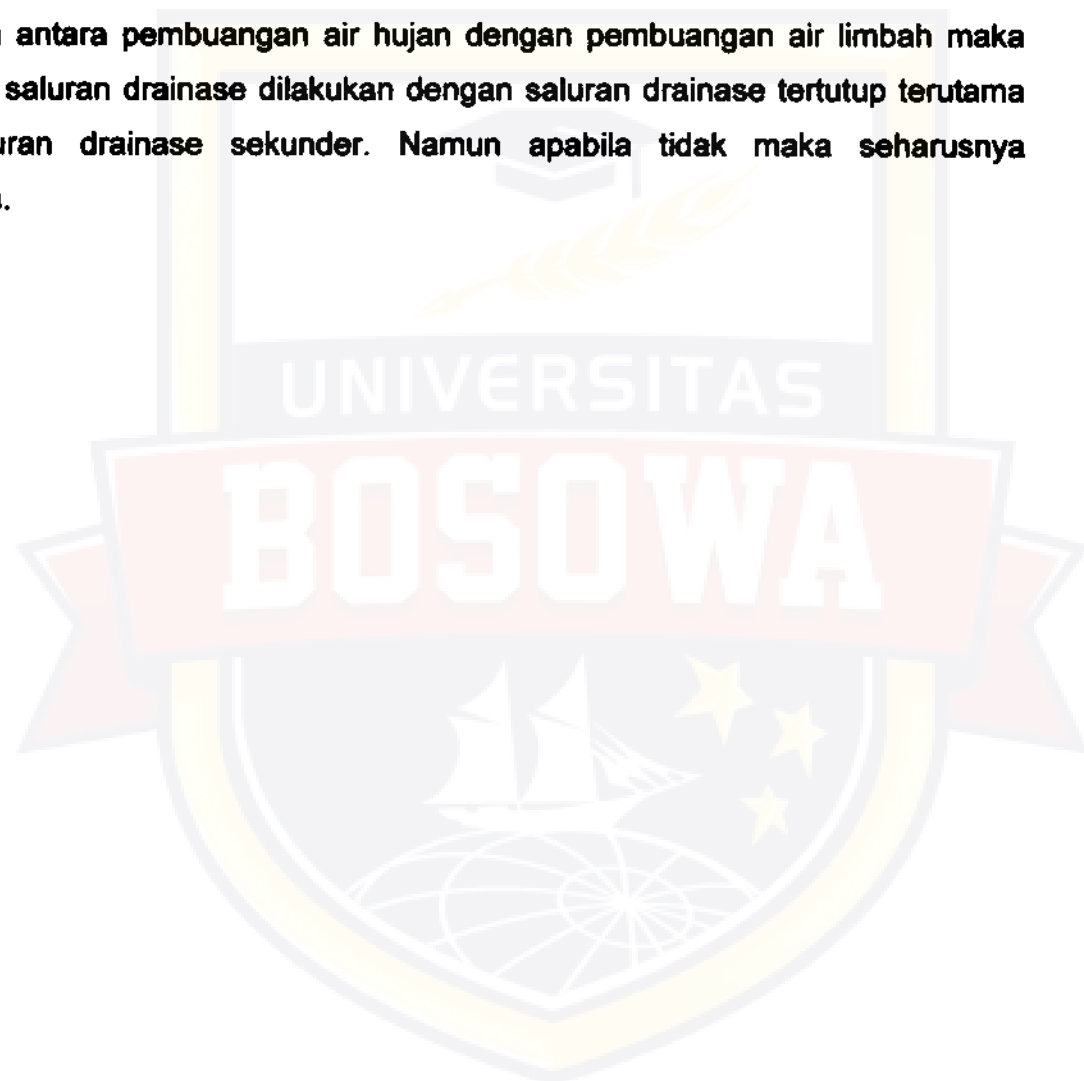 antara pembuangan air hujan dengan pembuangan air limbah maka
saluran drainase dilakukan dengan saluran drainase tertutup terutama
drainase sekunder. Namun apabila tidak maka seharusnya
UNIVERSITAS
BOSOWA